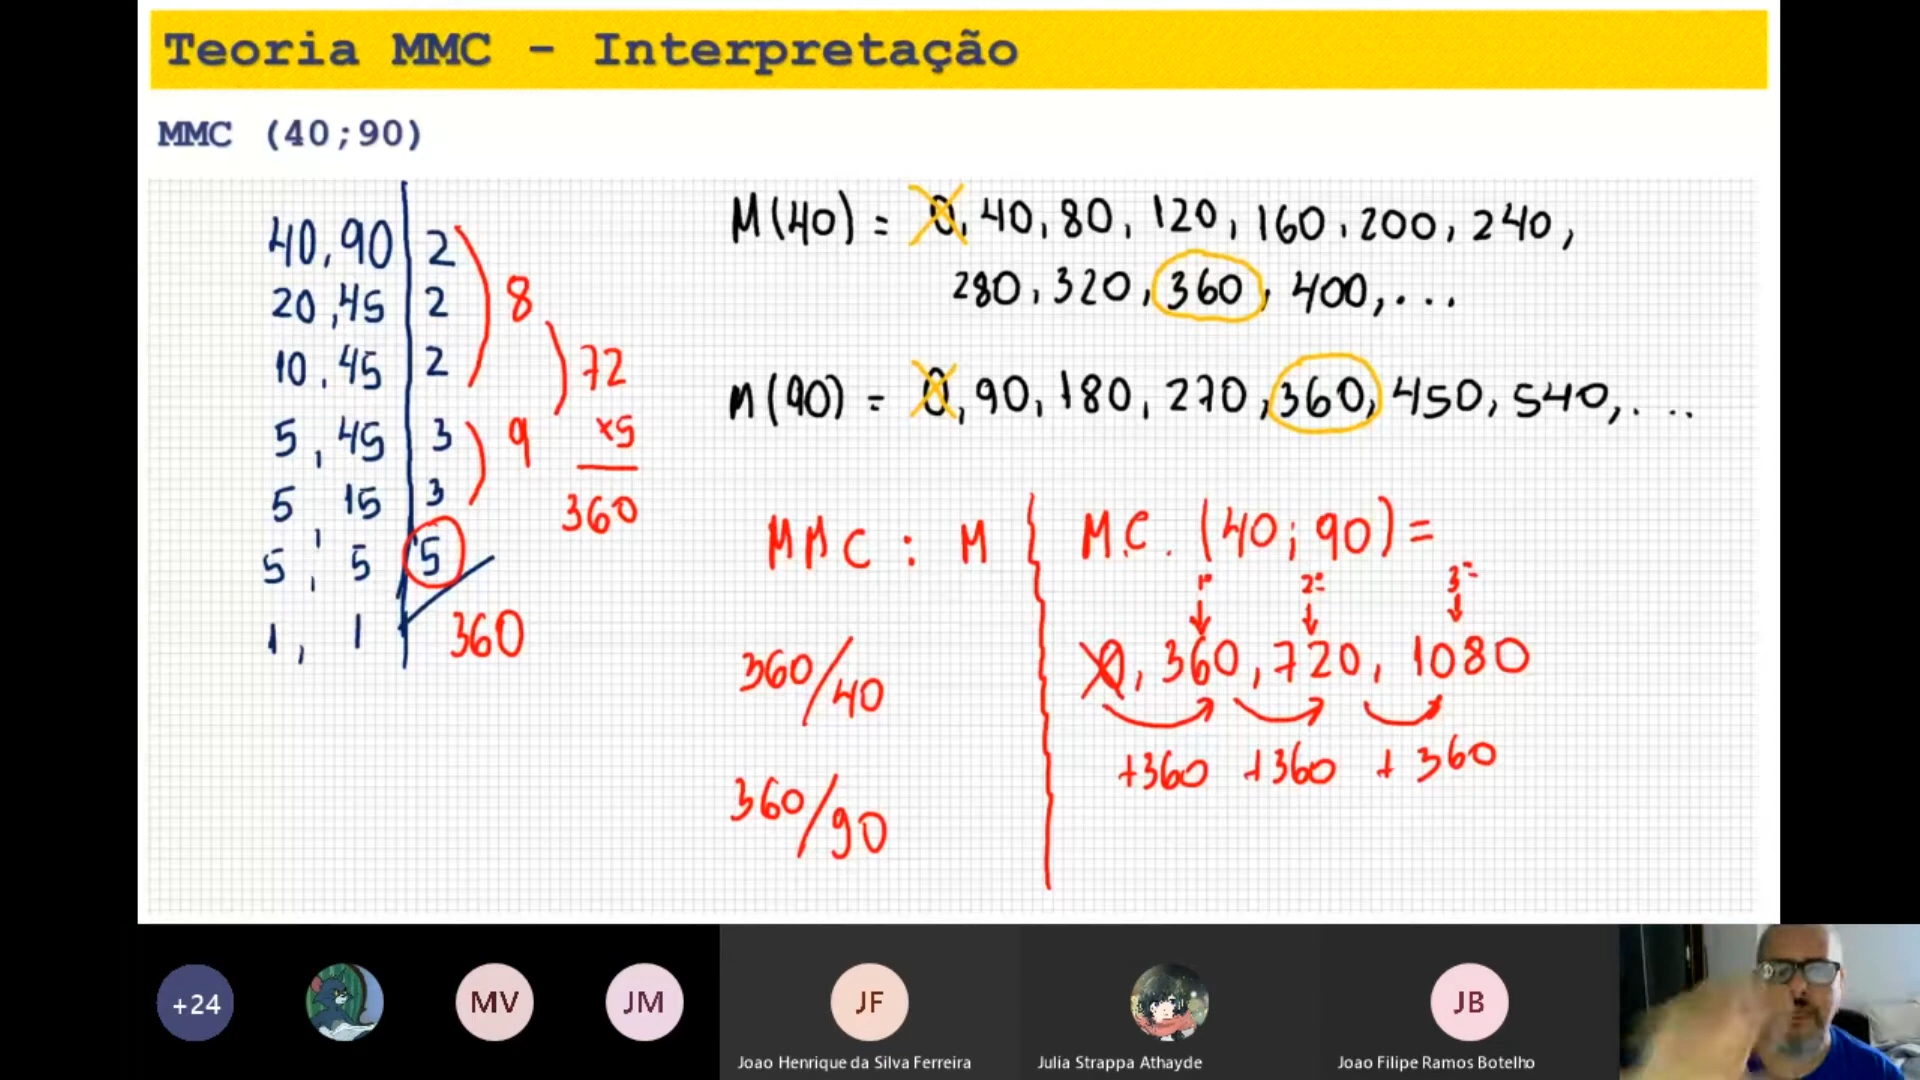 Teoria MMC - Interpretação
MMC (40;90)
40,90 2
20,45 2
10,45 2
5,45 3
5,15 3
5,5 5
1,1 360
8
9
72
x5
360
M(40) = 0, 40, 80, 120, 160, 200, 240,
280, 320, 360, 400, ...
M(90) = 0, 90, 180, 270, 360, 450, 540, ...
MMC : M
360/40
360/90
M.C. (40; 90) =
1º 2º 3º
0, 360, 720, 1080
+360 +360 +360
+24
MV
JM
JF
JB
Joao Henrique da Silva Ferreira
Julia Strappa Athayde
Joao Filipe Ramos Botelho